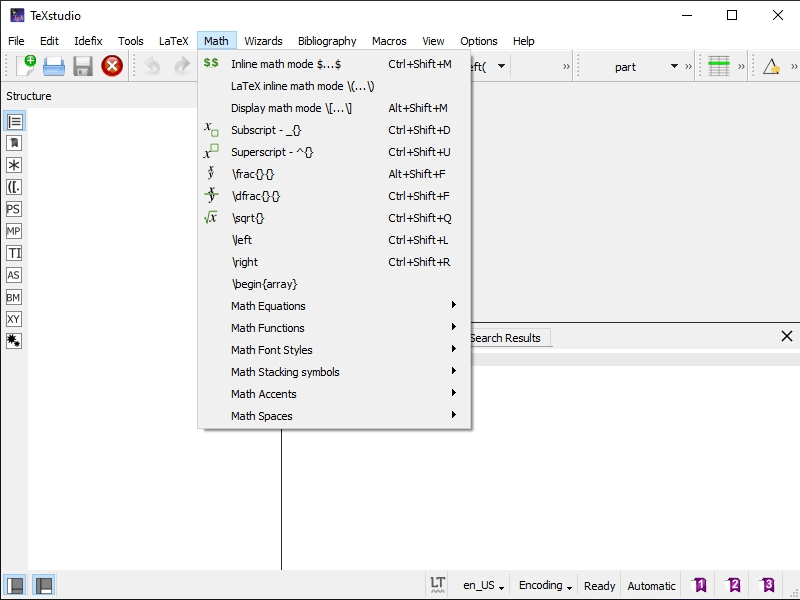 TeXstudio
File Edit Idefix Tools LaTeX Math Wizards Bibliography Macros View Options Help
part
Structure
$$ Inline math mode $...$ Ctrl+Shift+M
LaTeX inline math mode \(...\)
Display math mode \[...\] Alt+Shift+M
Subscript - _{} Ctrl+Shift+D
Superscript - ^{} Ctrl+Shift+U
\frac{}{} Alt+Shift+F
\dfrac{}{} Ctrl+Shift+F
\sqrt{} Ctrl+Shift+Q
\left Ctrl+Shift+L
\right Ctrl+Shift+R
\begin{array}
Math Equations
Math Functions
Math Font Styles
Math Stacking symbols
Math Accents
Math Spaces
([.
PS
MP
TI
AS
BM
XY
Search Results
LT en_US Encoding Ready Automatic 1 2 3